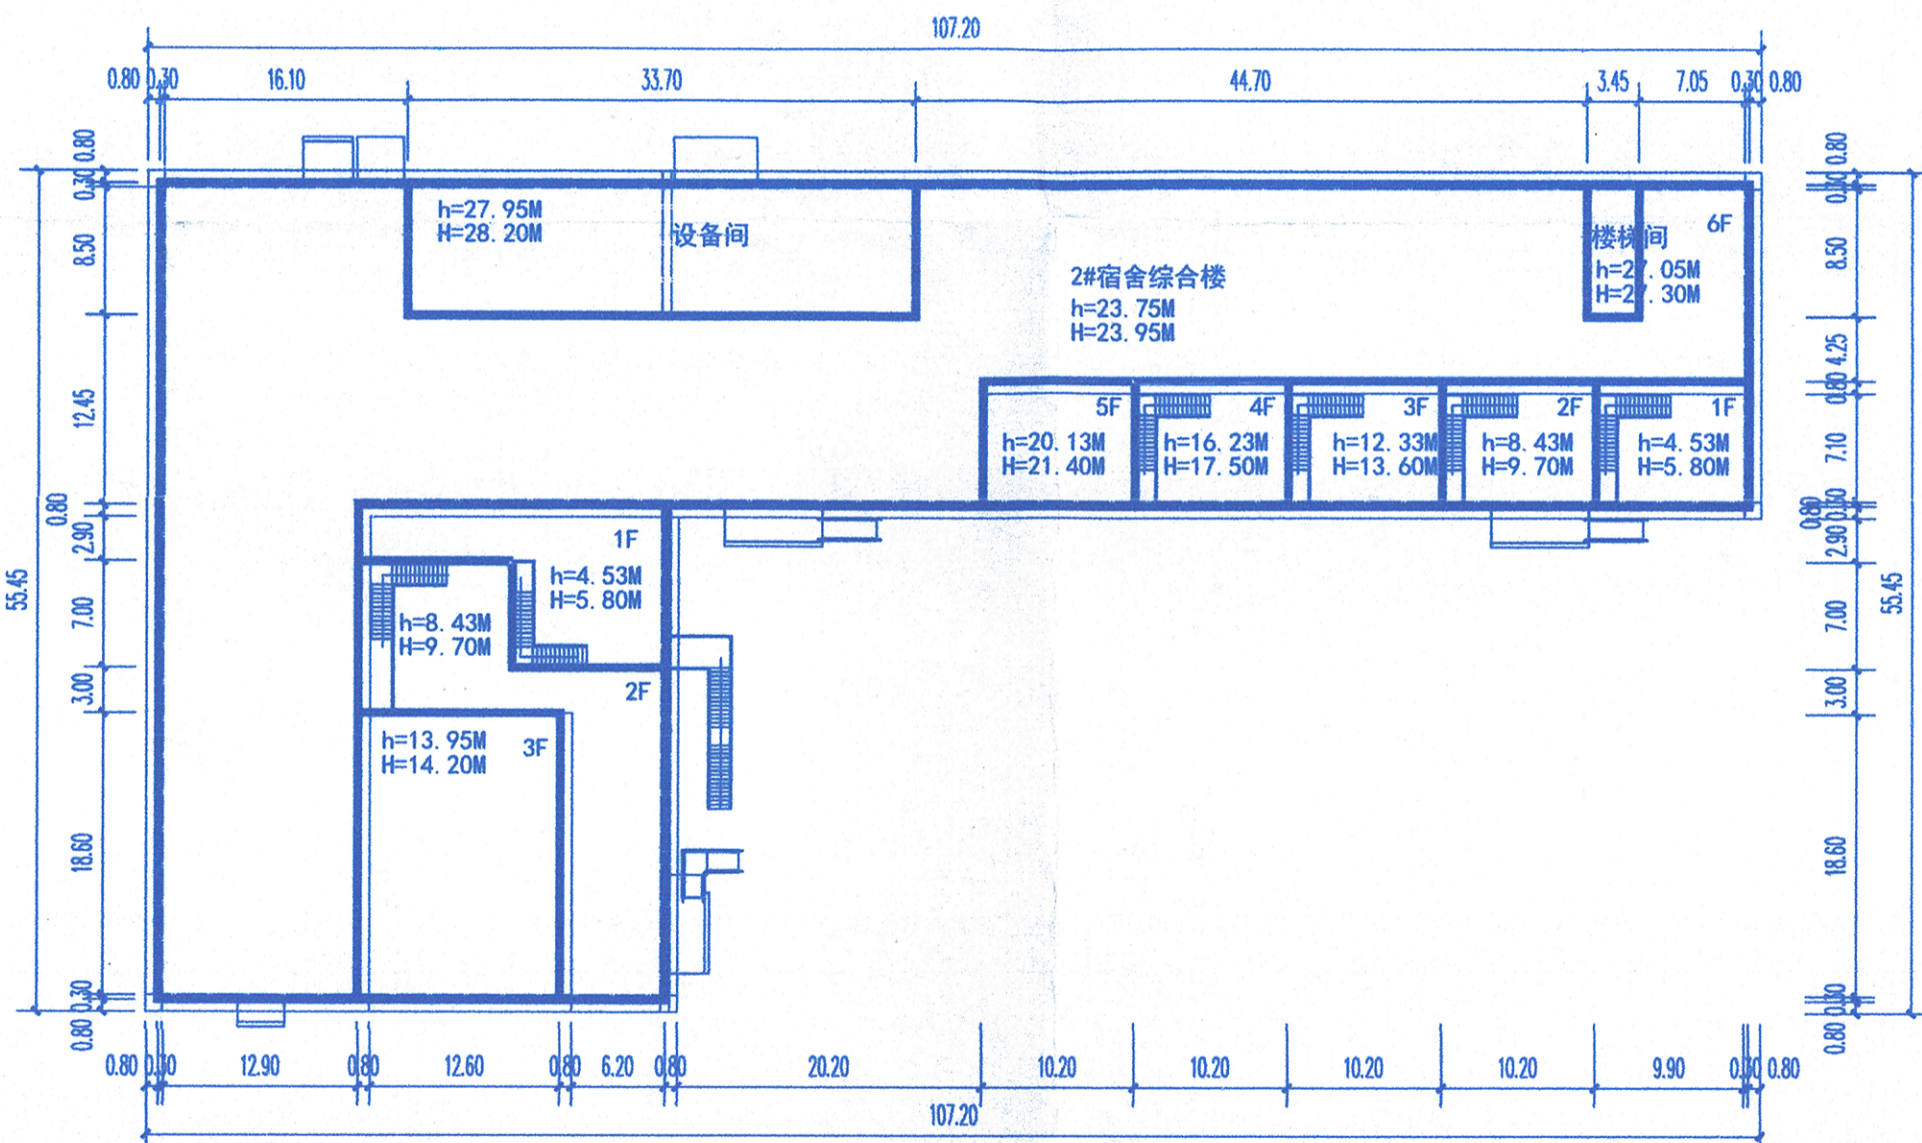 107.20
0.80 0.30 16.10 33.70 44.70 3.45 7.05 0.30 0.80
0.80
0.30
8.50
12.45
0.80
2.90
7.00
3.00
18.60
0.30
0.80
55.45
h=27.95M
H=28.20M
设备间
2#宿舍综合楼
h=23.75M
H=23.95M
楼梯间
h=27.05M
H=27.30M
6F
5F
h=20.13M
H=21.40M
4F
h=16.23M
H=17.50M
3F
h=12.33M
H=13.60M
2F
h=8.43M
H=9.70M
1F
h=4.53M
H=5.80M
1F
h=4.53M
H=5.80M
h=8.43M
H=9.70M
2F
h=13.95M
H=14.20M
3F
0.80
8.50
4.25
0.80
7.10
0.80
2.90
7.00
3.00
18.60
0.30
0.80
55.45
0.80 0.30 12.90 0.80 12.60 0.80 6.20 0.80 20.20 10.20 10.20 10.20 10.20 9.90 0.30 0.80
107.20